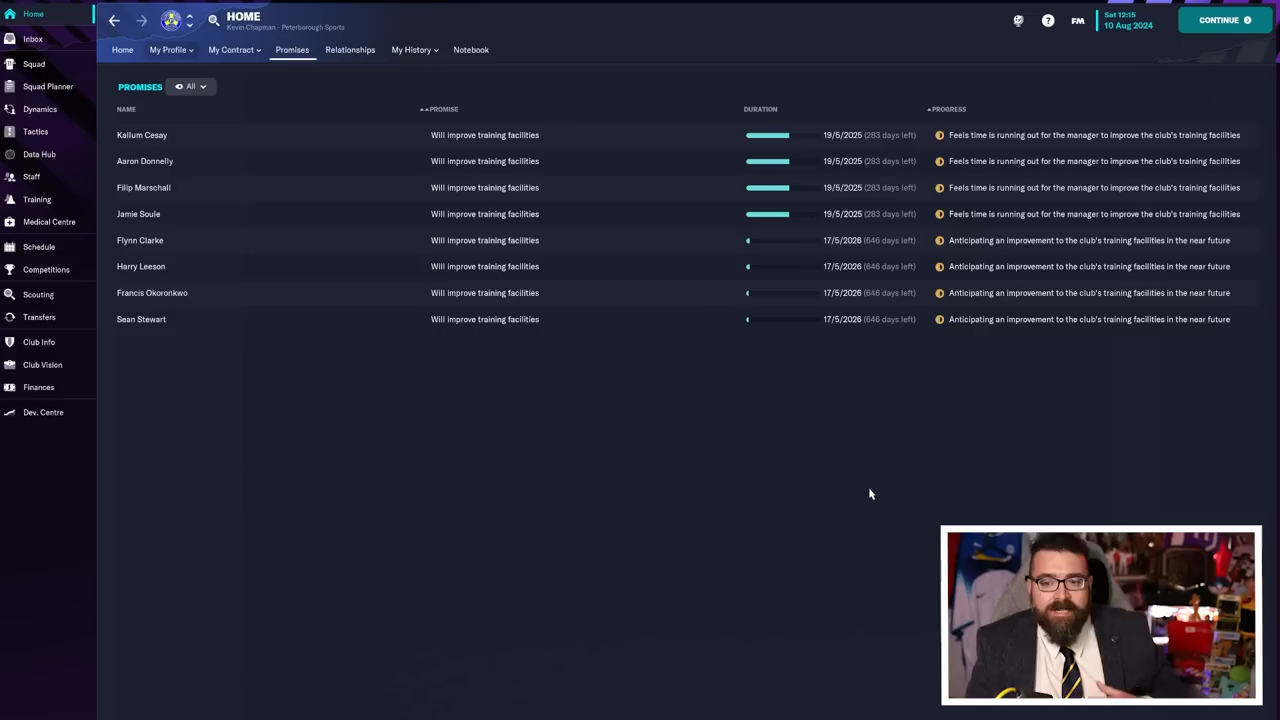 Home
Inbox
Squad
Squad Planner
Dynamics
Tactics
Data Hub
Staff
Training
Medical Centre
Schedule
Competitions
Scouting
Transfers
Club Info
Club Vision
Finances
Dev. Centre
HOME
Kevin Chapman - Peterborough Sports
FM
Sat 12:15
10 Aug 2024
CONTINUE
Home My Profile My Contract Promises Relationships My History Notebook
PROMISES All
NAME PROMISE DURATION PROGRESS
Kallum Cesay Will improve training facilities 19/5/2025 (283 days left) Feels time is running out for the manager to improve the club's training facilities
Aaron Donnelly Will improve training facilities 19/5/2025 (283 days left) Feels time is running out for the manager to improve the club's training facilities
Filip Marschall Will improve training facilities 19/5/2025 (283 days left) Feels time is running out for the manager to improve the club's training facilities
Jamie Soule Will improve training facilities 19/5/2025 (283 days left) Feels time is running out for the manager to improve the club's training facilities
Flynn Clarke Will improve training facilities 17/5/2026 (646 days left) Anticipating an improvement to the club's training facilities in the near future
Harry Leeson Will improve training facilities 17/5/2026 (646 days left) Anticipating an improvement to the club's training facilities in the near future
Francis Okoronkwo Will improve training facilities 17/5/2026 (646 days left) Anticipating an improvement to the club's training facilities in the near future
Sean Stewart Will improve training facilities 17/5/2026 (646 days left) Anticipating an improvement to the club's training facilities in the near future